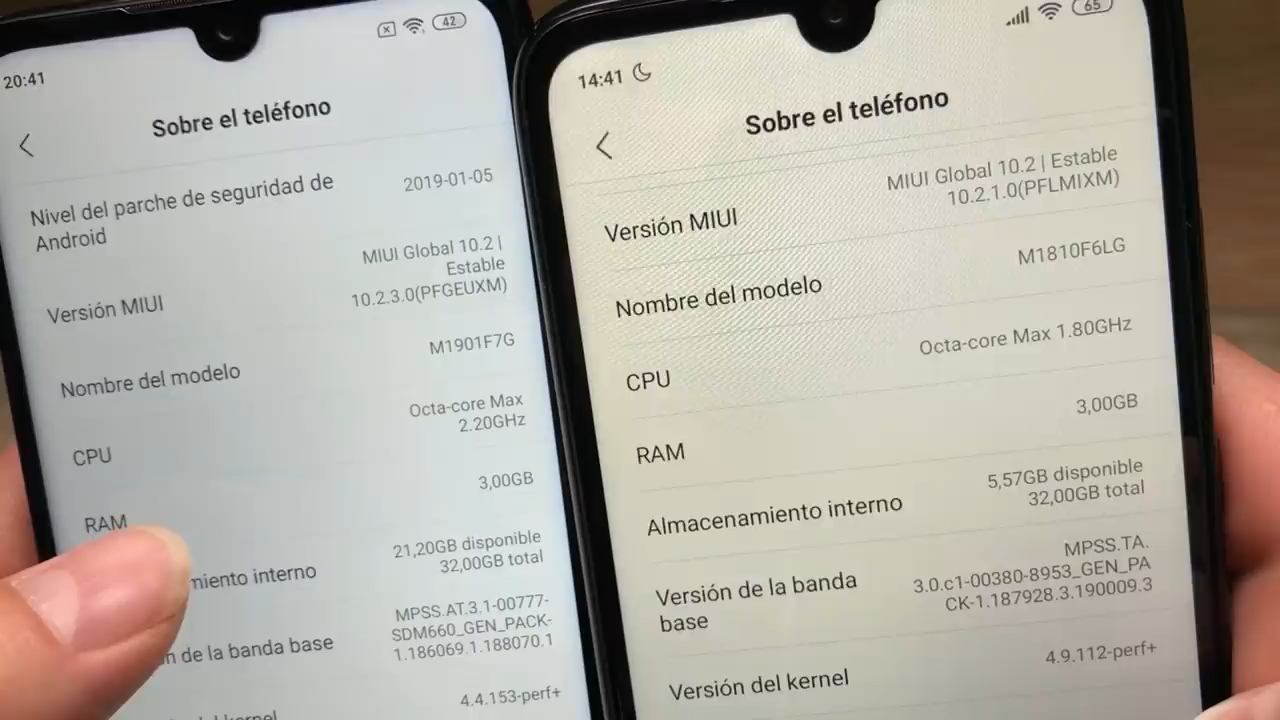 42
20:41
Sobre el teléfono
Nivel del parche de seguridad de
Android
2019-01-05
Versión MIUI
MIUI Global 10.2 |
Estable
10.2.3.0(PFGEUXM)
Nombre del modelo
M1901F7G
CPU
Octa-core Max
2.20GHz
RAM
3,00GB
miento interno
21,20GB disponible
32,00GB total
n de la banda base
MPSS.AT.3.1-00777-
SDM660_GEN_PACK-
1.186069.1.188070.1
4.4.153-perf+
65
14:41
Sobre el teléfono
Versión MIUI
MIUI Global 10.2 | Estable
10.2.1.0(PFLMIXM)
Nombre del modelo
M1810F6LG
CPU
Octa-core Max 1.80GHz
RAM
3,00GB
Almacenamiento interno
5,57GB disponible
32,00GB total
Versión de la banda
base
MPSS.TA.
3.0.c1-00380-8953_GEN_PA
CK-1.187928.3.190009.3
Versión del kernel
4.9.112-perf+